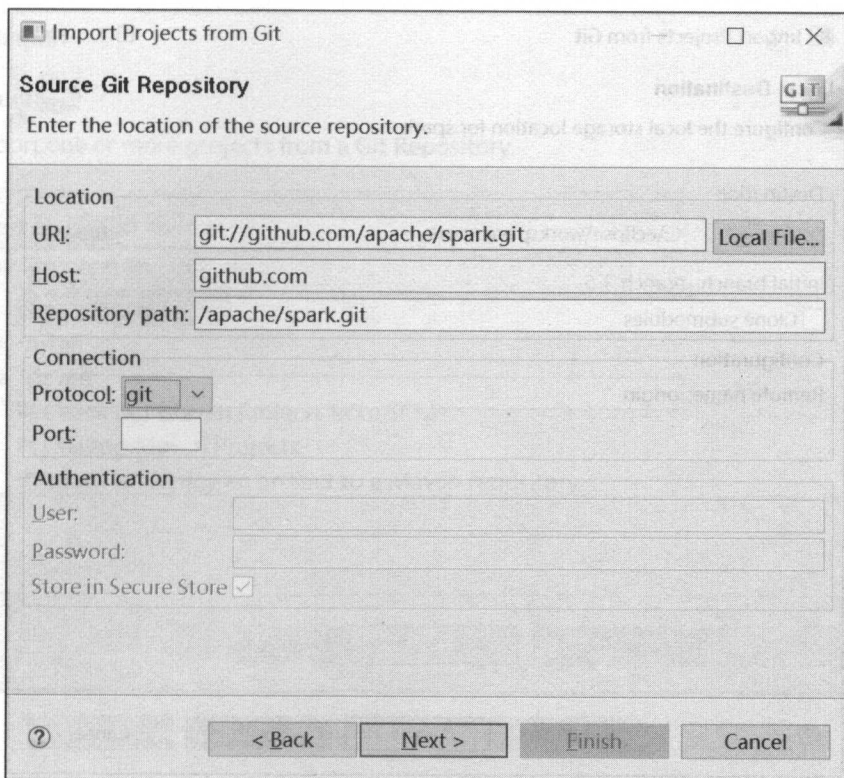 Import Projects from Git
Source Git Repository
GIT
Enter the location of the source repository.
Location
URI: git://github.com/apache/spark.git Local File...
Host: github.com
Repository path: /apache/spark.git
Connection
Protocol: git
Port:
Authentication
User:
Password:
Store in Secure Store
< Back Next > Finish Cancel